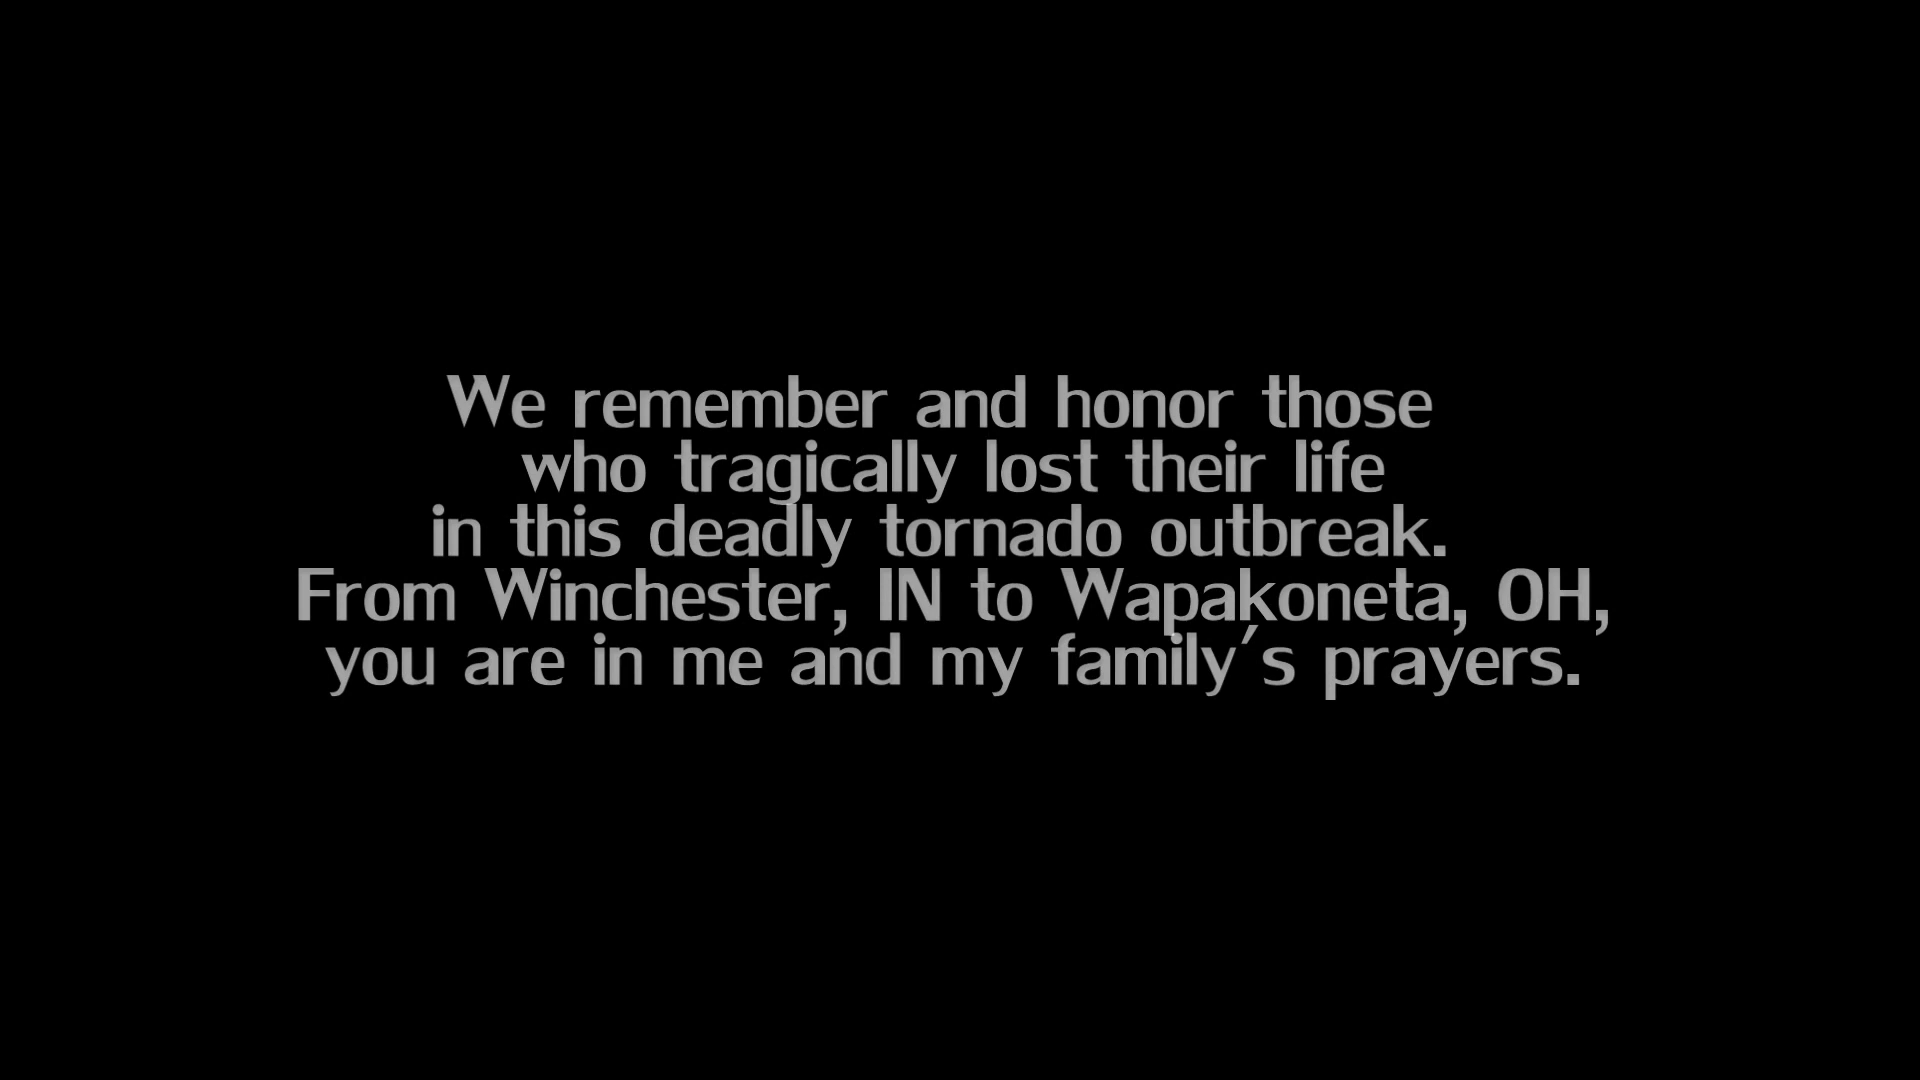 We remember and honor those
who tragically lost their life
in this deadly tornado outbreak.
From Winchester, IN to Wapakoneta, OH,
you are in me and my family's prayers.